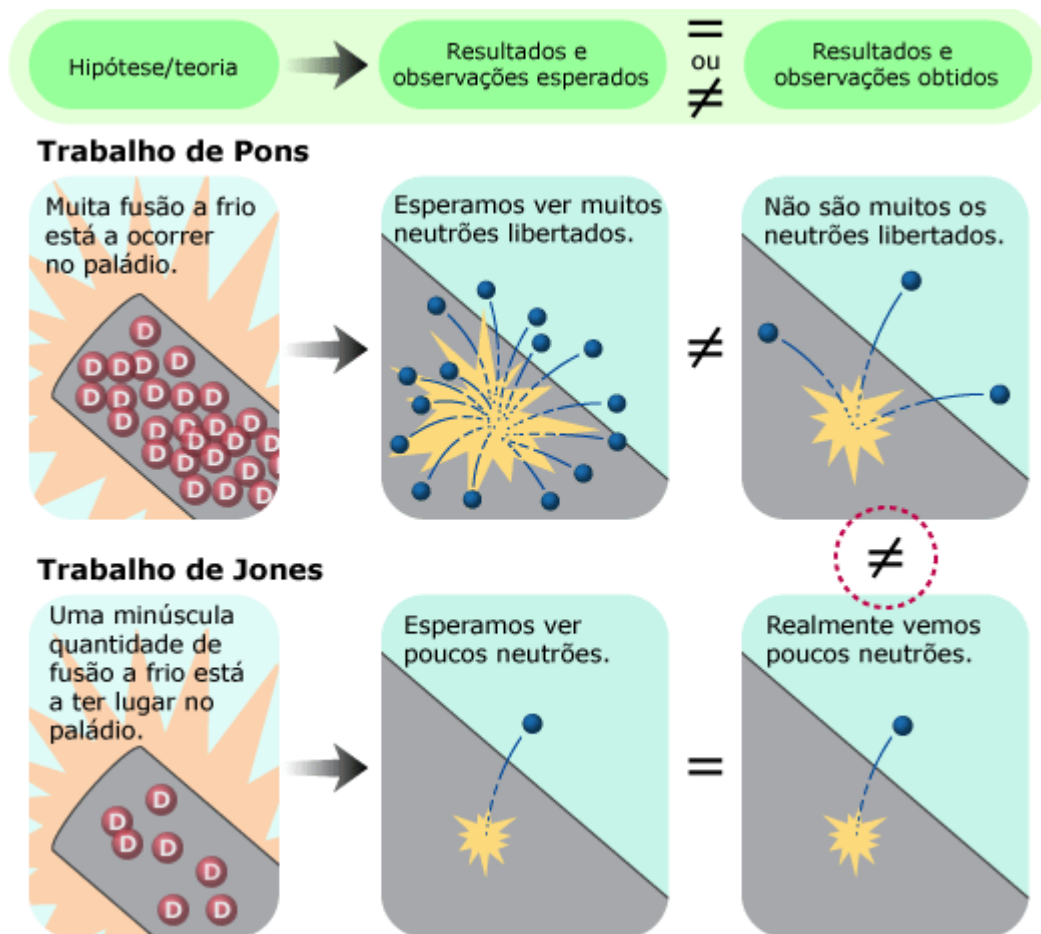 Hipótese/teoria
Resultados e
observações esperados
=
ou
≠
Resultados e
observações obtidos
Trabalho de Pons
Muita fusão a frio
está a ocorrer
no paládio.
D D D D D D D D D D D D D D D D D D D D D D D D D D
Esperamos ver muitos
neutrões libertados.
≠
Não são muitos os
neutrões libertados.
≠
Trabalho de Jones
Uma minúscula
quantidade de
fusão a frio está
a ter lugar no
paládio.
D D D D D D D
Esperamos ver
poucos neutrões.
=
Realmente vemos
poucos neutrões.